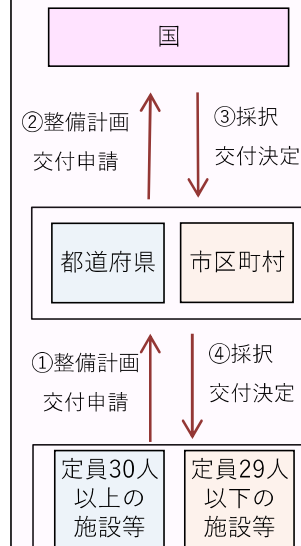 国
②整備計画
交付申請
③採択
交付決定
都道府県
市区町村
①整備計画
交付申請
④採択
交付決定
定員30人
以上の
施設等
定員29人
以下の
施設等